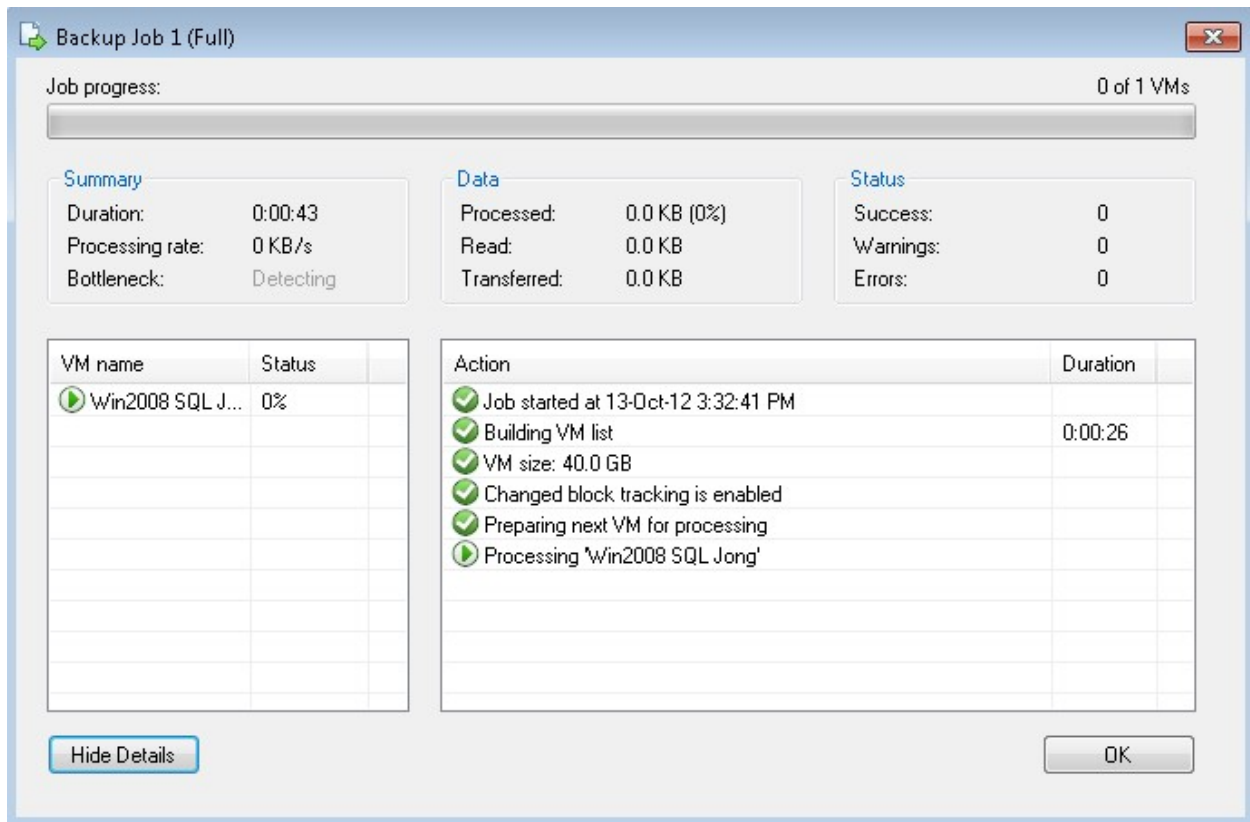 Backup Job 1 (Full)
Job progress: 0 of 1 VMs
Summary
Duration: 0:00:43
Processing rate: 0 KB/s
Bottleneck: Detecting
Data
Processed: 0.0 KB (0%)
Read: 0.0 KB
Transferred: 0.0 KB
Status
Success: 0
Warnings: 0
Errors: 0
VM name Status
Win2008 SQL J... 0%
Action Duration
Job started at 13-Oct-12 3:32:41 PM
Building VM list 0:00:26
VM size: 40.0 GB
Changed block tracking is enabled
Preparing next VM for processing
Processing 'Win2008 SQL Jong'
Hide Details OK